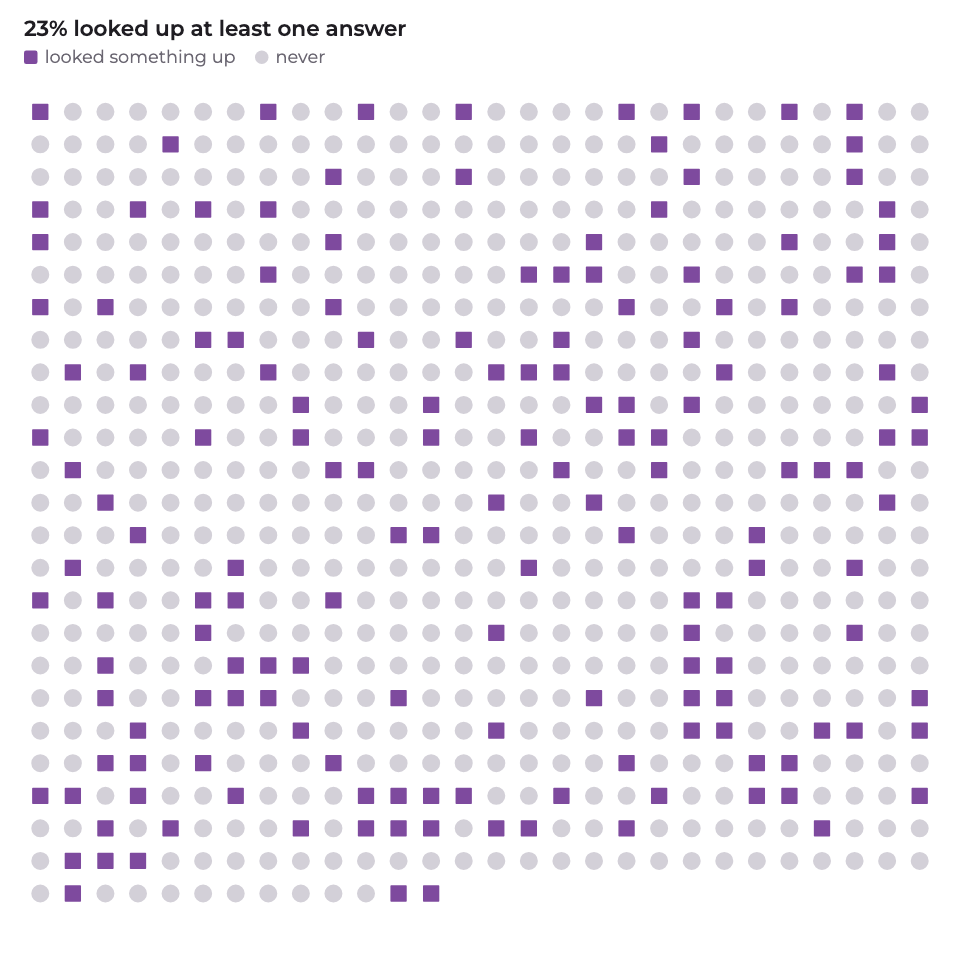 23% looked up at least one answer
looked something up never